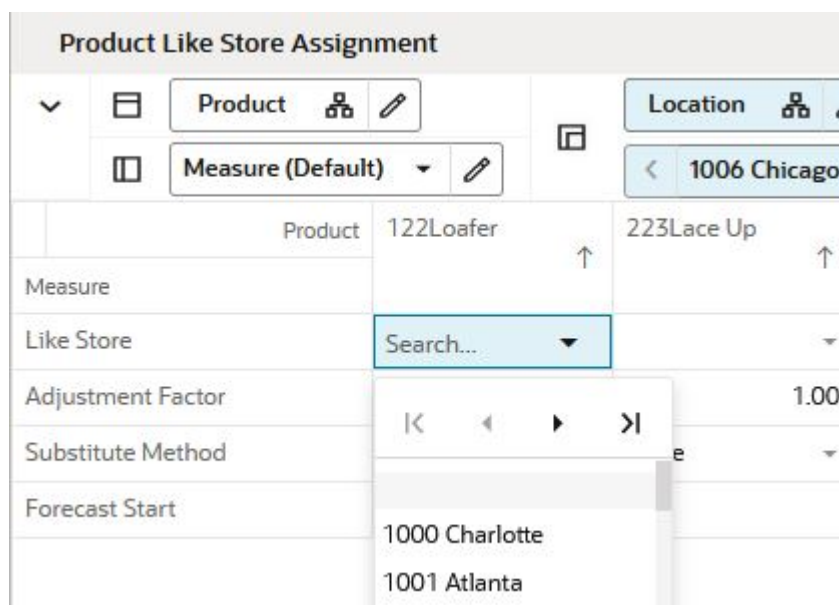 Product Like Store Assignment
Product Location
Measure (Default) 1006 Chicago
Product 122Loafer 223Lace Up
Measure
Like Store Search...
Adjustment Factor 1.00
Substitute Method e
Forecast Start
1000 Charlotte
1001 Atlanta